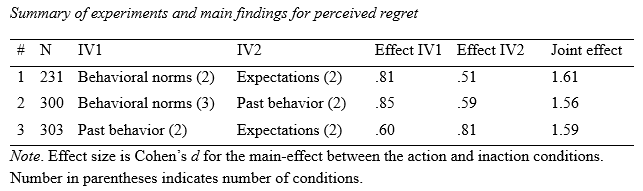 Summary of experiments and main findings for perceived regret
# N IV1 IV2 Effect IV1 Effect IV2 Joint effect
1 231 Behavioral norms (2) Expectations (2) .81 .51 1.61
2 300 Behavioral norms (3) Past behavior (2) .85 .59 1.56
3 303 Past behavior (2) Expectations (2) .60 .81 1.59
Note. Effect size is Cohen's d for the main-effect between the action and inaction conditions.
Number in parentheses indicates number of conditions.